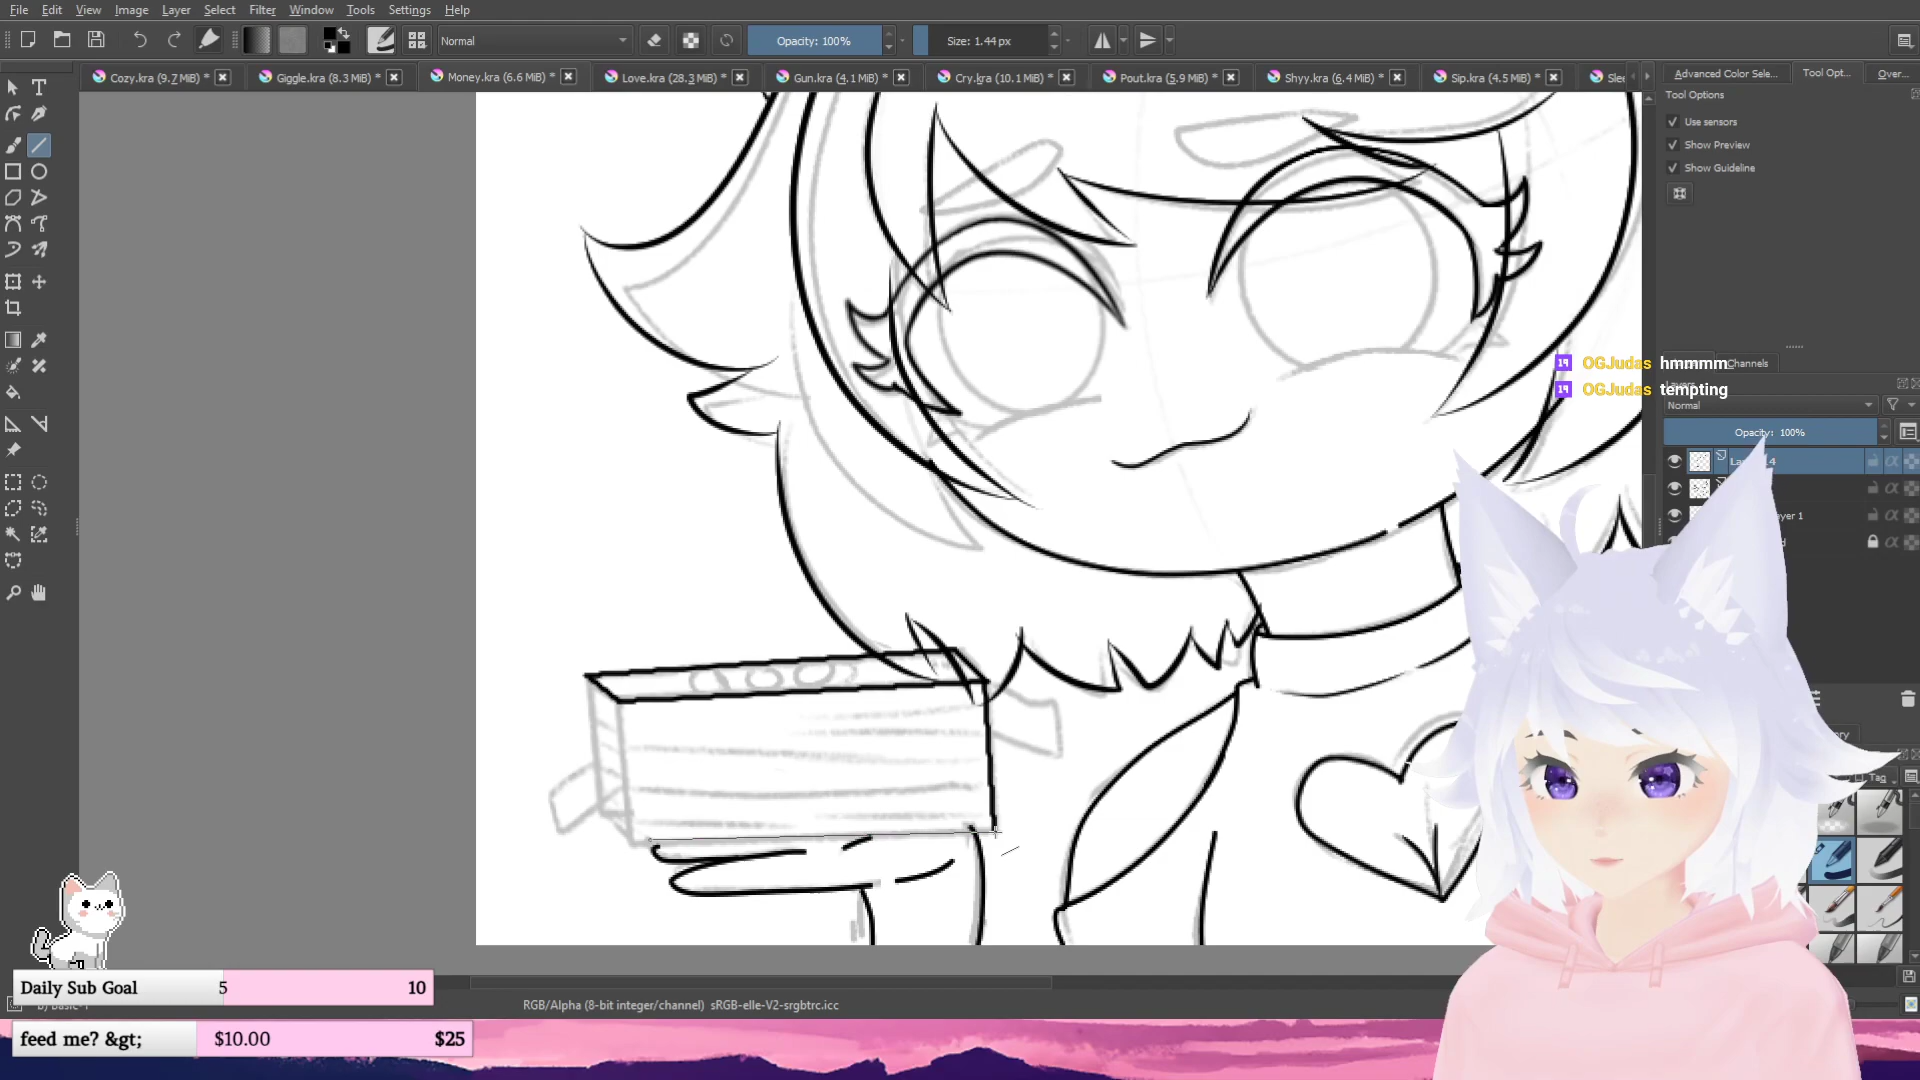 File Edit View Image Layer Select Filter Window Tools Settings Help
Normal
Opacity: 100%
Size: 1.44 px
Cozy.kra (9.7 MiB) *
Giggle.kra (8.3 MiB) *
Money.kra (6.6 MiB) *
Love.kra (28.3 MiB) *
Gun.kra (4.1 MiB) *
Cry.kra (10.1 MiB) *
Pout.kra (5.9 MiB) *
Shyy.kra (6.4 MiB) *
Sip.kra (4.5 MiB) *
Slee
Advanced Color Sele...
Tool Opt...
Over...
Tool Options
Use sensors
Show Preview
Show Guideline
OGJudas hmmmm
Channels
OGJudas tempting
Normal
Opacity: 100%
Tag
Daily Sub Goal 5 10
RGB/Alpha (8-bit integer/channel) sRGB-elle-V2-srgbtrc.icc
feed me? &gt; $10.00 $25